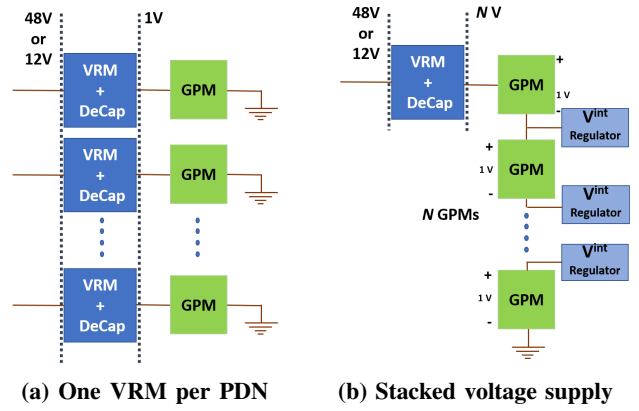 48V
or
12V
1V
VRM
+
DeCap
GPM
VRM
+
DeCap
GPM
VRM
+
DeCap
GPM
(a) One VRM per PDN
48V
or
12V
N V
VRM
+
DeCap
GPM
+
1 V
-
Vint
Regulator
+
1 V
-
GPM
Vint
Regulator
N GPMs
Vint
Regulator
+
1 V
-
GPM
(b) Stacked voltage supply